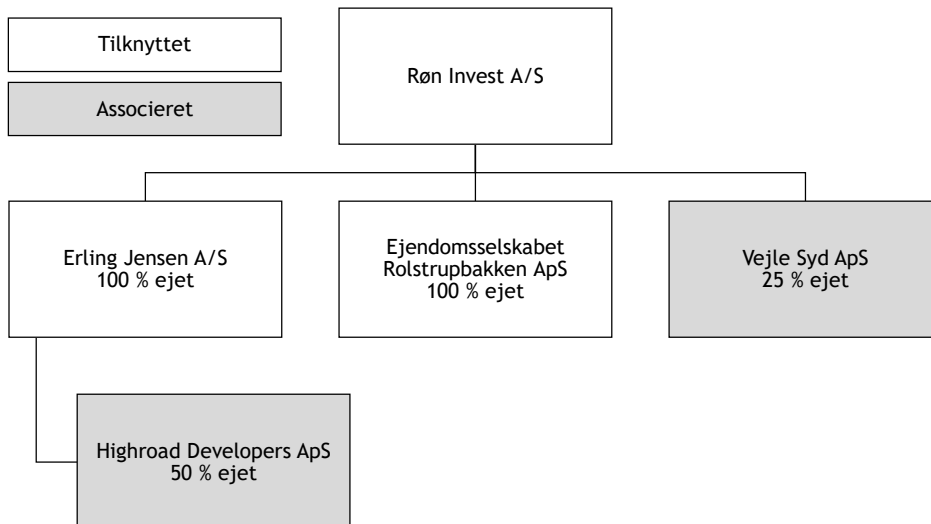 Tilknyttet
Associeret
Røn Invest A/S
Erling Jensen A/S
100 % ejet
Ejendomsselskabet
Rolstrupbakken ApS
100 % ejet
Vejle Syd ApS
25 % ejet
Highroad Developers ApS
50 % ejet